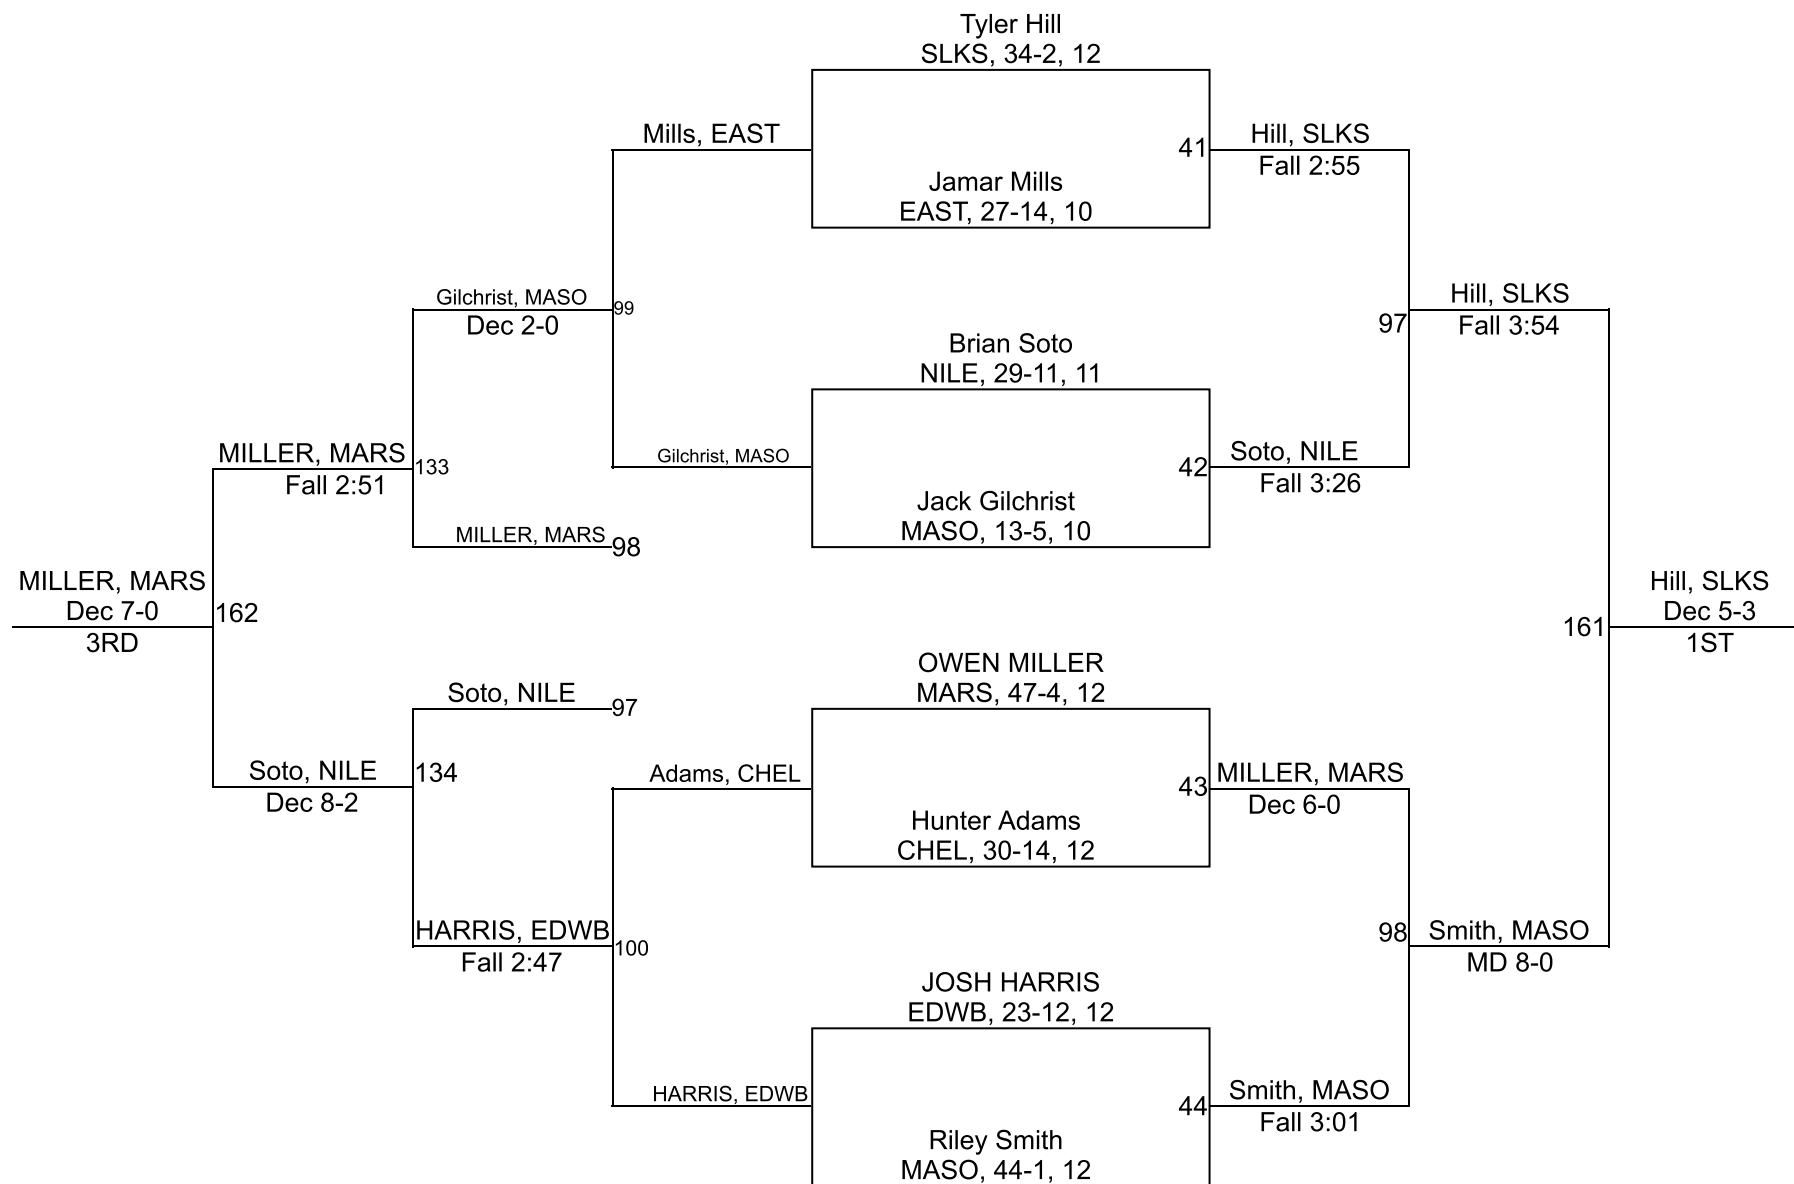 Tyler Hill
SLKS, 34-2, 12
Mills, EAST
41
Hill, SLKS
Fall 2:55
Jamar Mills
EAST, 27-14, 10
Gilchrist, MASO
Dec 2-0
99
Hill, SLKS
Fall 3:54
97
Brian Soto
NILE, 29-11, 11
MILLER, MARS
Fall 2:51
133
Gilchrist, MASO
42
Soto, NILE
Fall 3:26
Jack Gilchrist
MASO, 13-5, 10
MILLER, MARS
98
MILLER, MARS
Dec 7-0
3RD
162
161
Hill, SLKS
Dec 5-3
1ST
OWEN MILLER
MARS, 47-4, 12
Soto, NILE
97
Soto, NILE
Dec 8-2
134
Adams, CHEL
43
MILLER, MARS
Dec 6-0
Hunter Adams
CHEL, 30-14, 12
HARRIS, EDWB
Fall 2:47
100
98
Smith, MASO
MD 8-0
JOSH HARRIS
EDWB, 23-12, 12
HARRIS, EDWB
44
Smith, MASO
Fall 3:01
Riley Smith
MASO, 44-1, 12